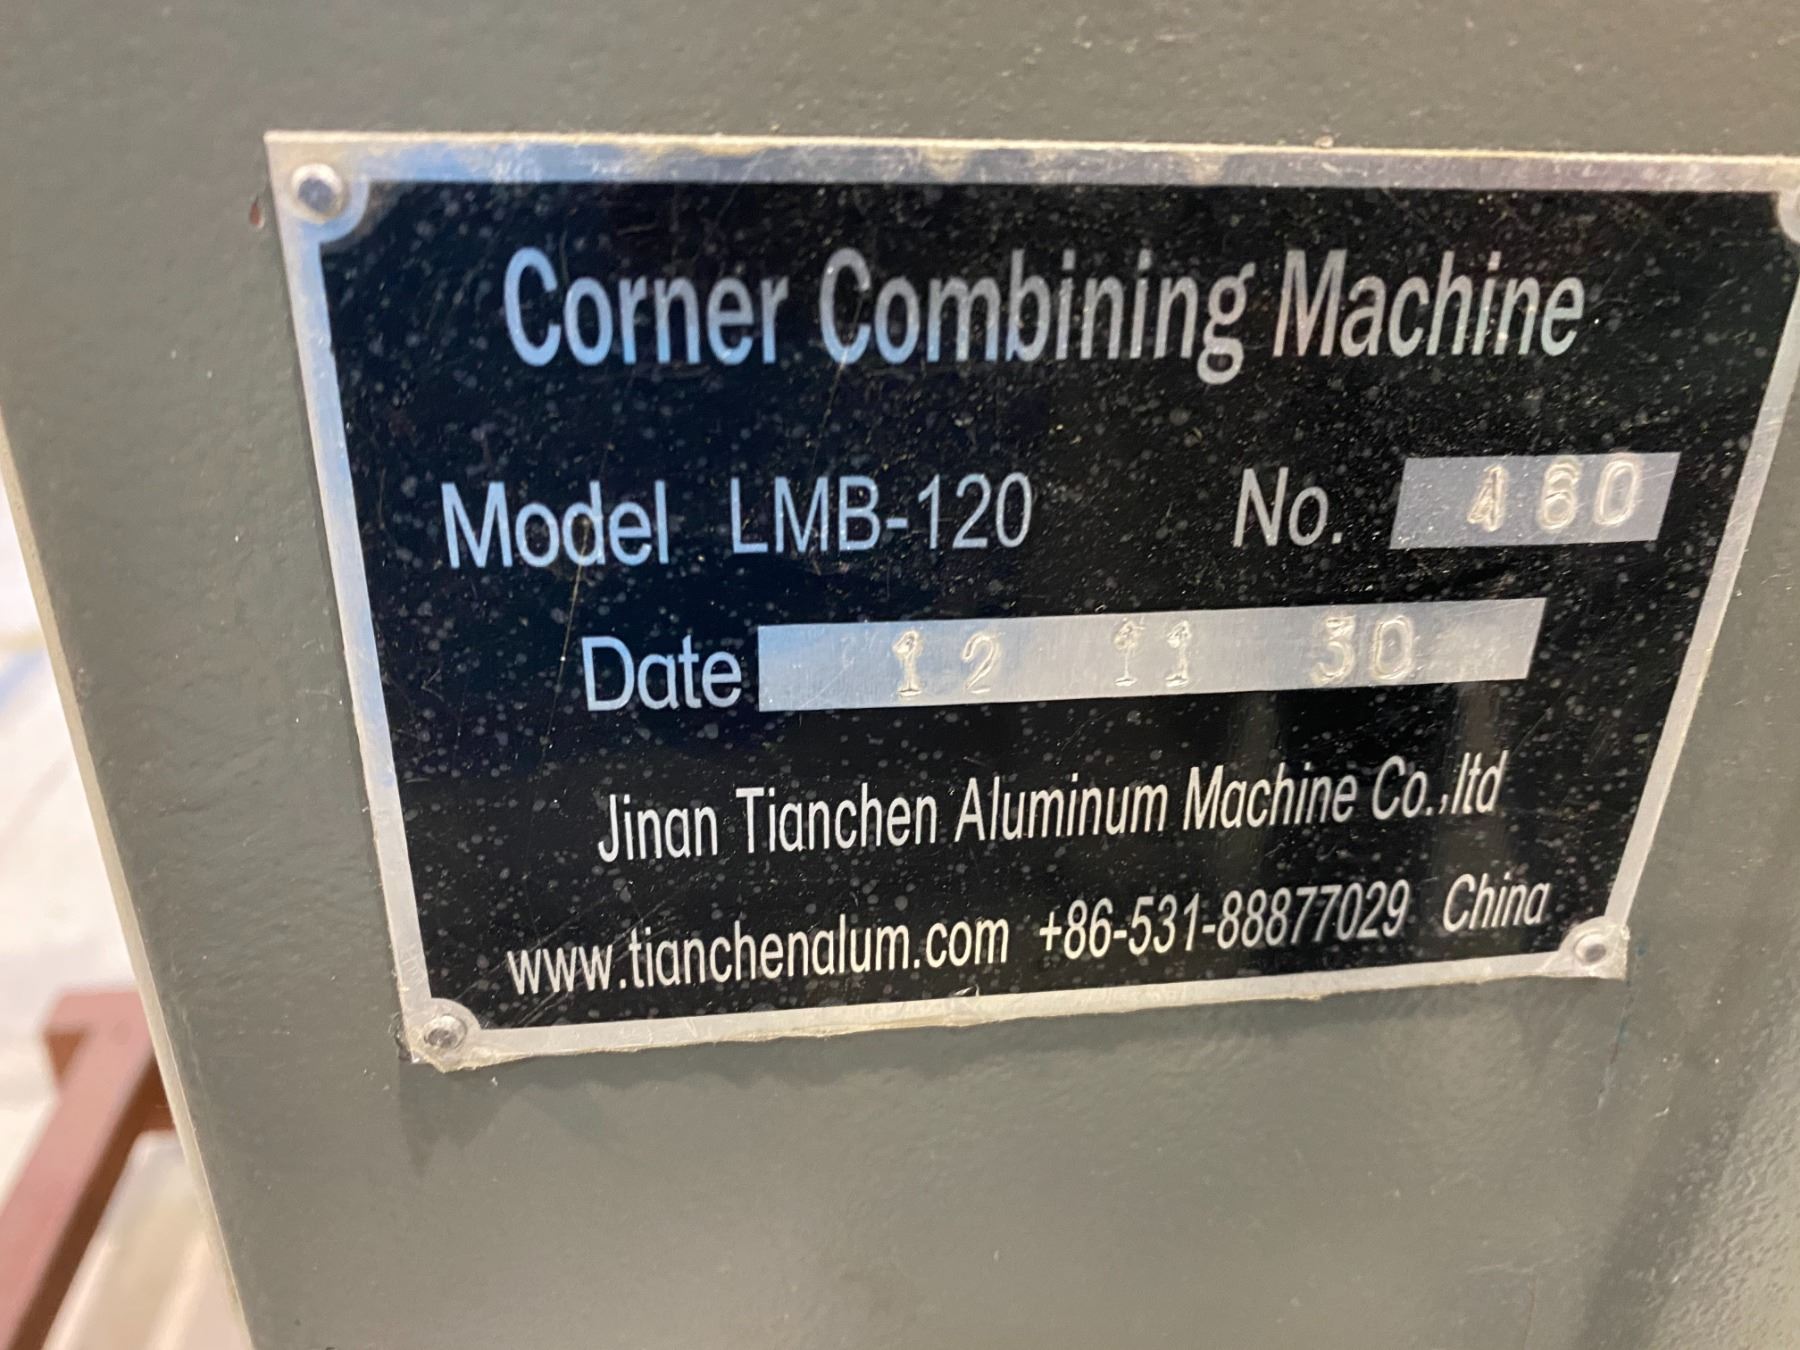 Corner Combining Machine
Model LMB-120 No. 460
Date 12 11 30
Jinan Tianchen Aluminum Machine Co.,ltd
www.tianchenalum.com +86-531-88877029 China